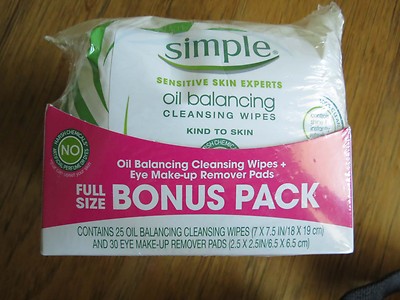 simple®
SENSITIVE SKIN EXPERTS
oil balancing
CLEANSING WIPES
KIND TO SKIN
NO
Oil Balancing Cleansing Wipes +
Eye Make-up Remover Pads
FULL SIZE BONUS PACK
CONTAINS 25 OIL BALANCING CLEANSING WIPES (7 X 7.5 IN/18 X 19 cm)
AND 30 EYE MAKE-UP REMOVER PADS (2.5 X 2.5IN/6.5 X 6.5 cm)